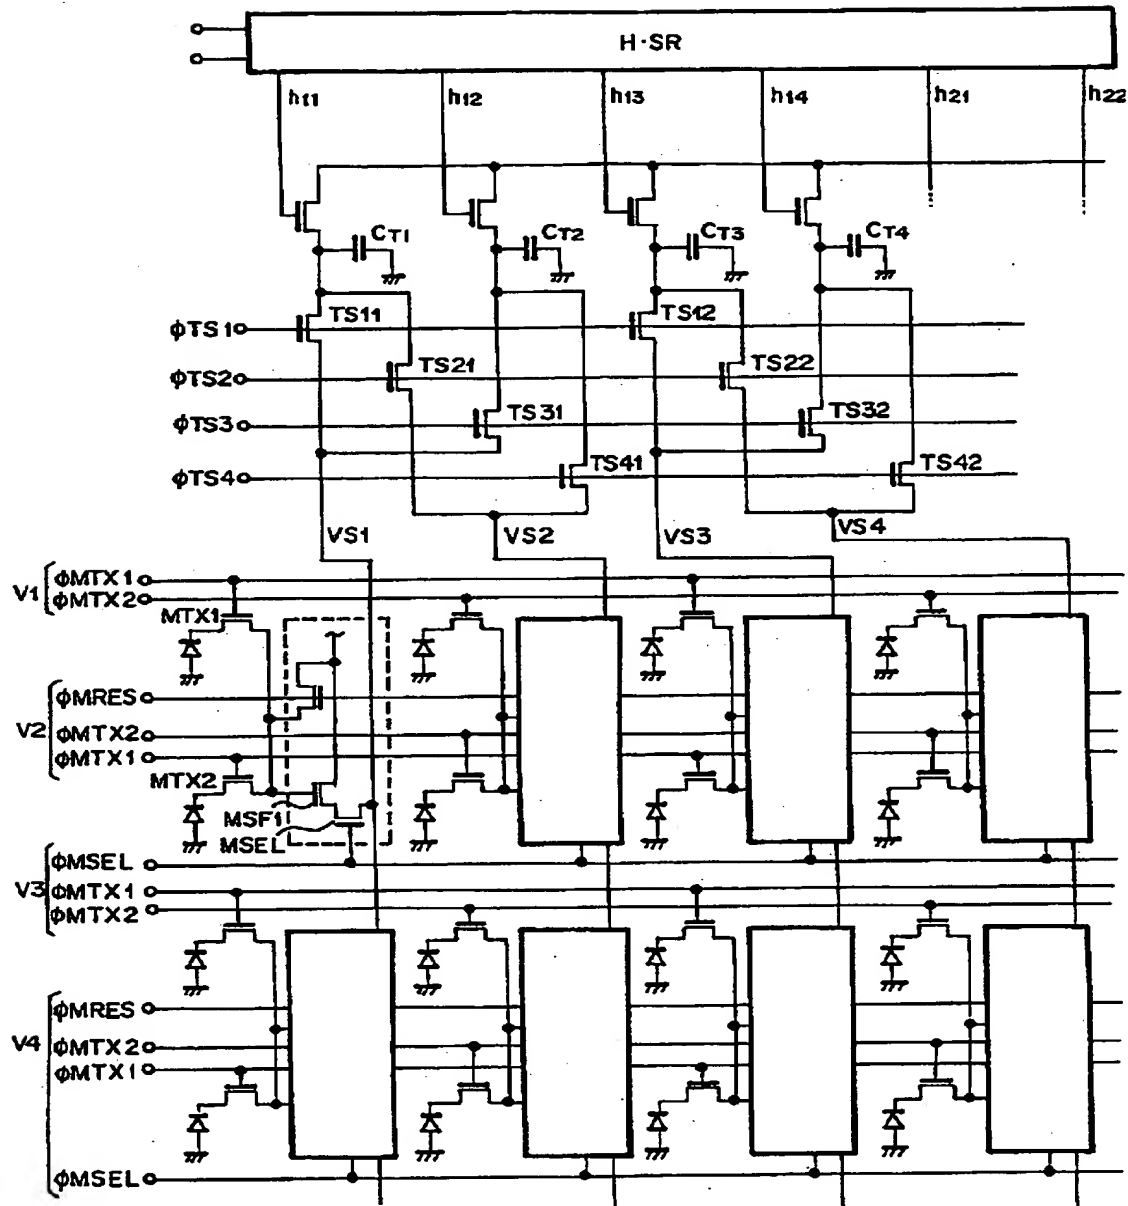 H·SR
h11 h12 h13 h14 h21 h22
CT1 CT2 CT3 CT4
φTS1 TS11 TS12
φTS2 TS21 TS22
φTS3 TS31 TS32
φTS4 TS41 TS42
VS1 VS2 VS3 VS4
V1 φMTX1
φMTX2
MTX1
φMRES
V2 φMTX2
φMTX1
MTX2
MSF1
MSEL
φMSEL
V3 φMTX1
φMTX2
φMRES
V4 φMTX2
φMTX1
φMSEL